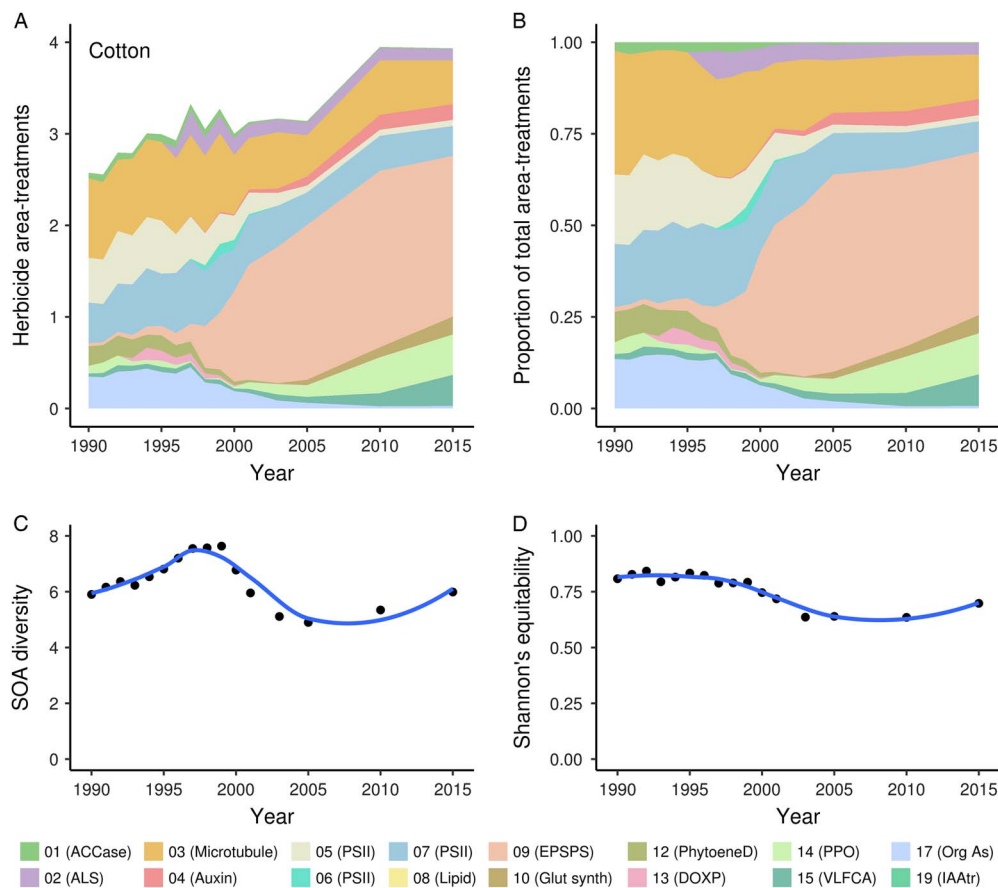 A
Cotton
Herbicide area-treatments
4
3
2
1
0
1990 1995 2000 2005 2010 2015
Year
B
Proportion of total area-treatments
1.00
0.75
0.50
0.25
0.00
1990 1995 2000 2005 2010 2015
Year
C
SOA diversity
8
6
4
2
0
1990 1995 2000 2005 2010 2015
Year
D
Shannon's equitability
1.00
0.75
0.50
0.25
0.00
1990 1995 2000 2005 2010 2015
Year
01 (ACCase) 03 (Microtubule) 05 (PSII) 07 (PSII) 09 (EPSPS) 12 (PhytoeneD) 14 (PPO) 17 (Org As)
02 (ALS) 04 (Auxin) 06 (PSII) 08 (Lipid) 10 (Glut synth) 13 (DOXP) 15 (VLFCA) 19 (IAAtr)